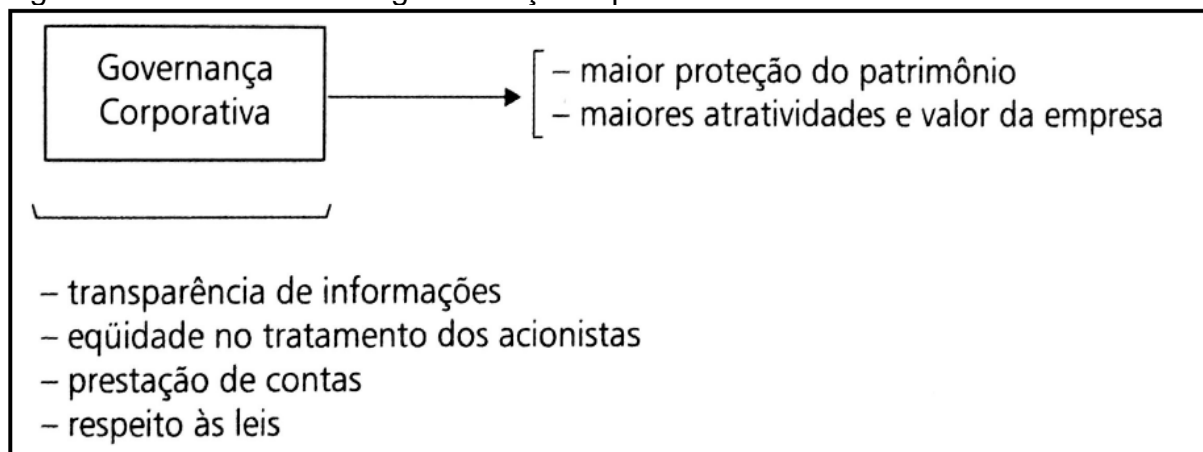 Governança
Corporativa
– maior proteção do patrimônio
– maiores atratividades e valor da empresa
– transparência de informações
– eqüidade no tratamento dos acionistas
– prestação de contas
– respeito às leis